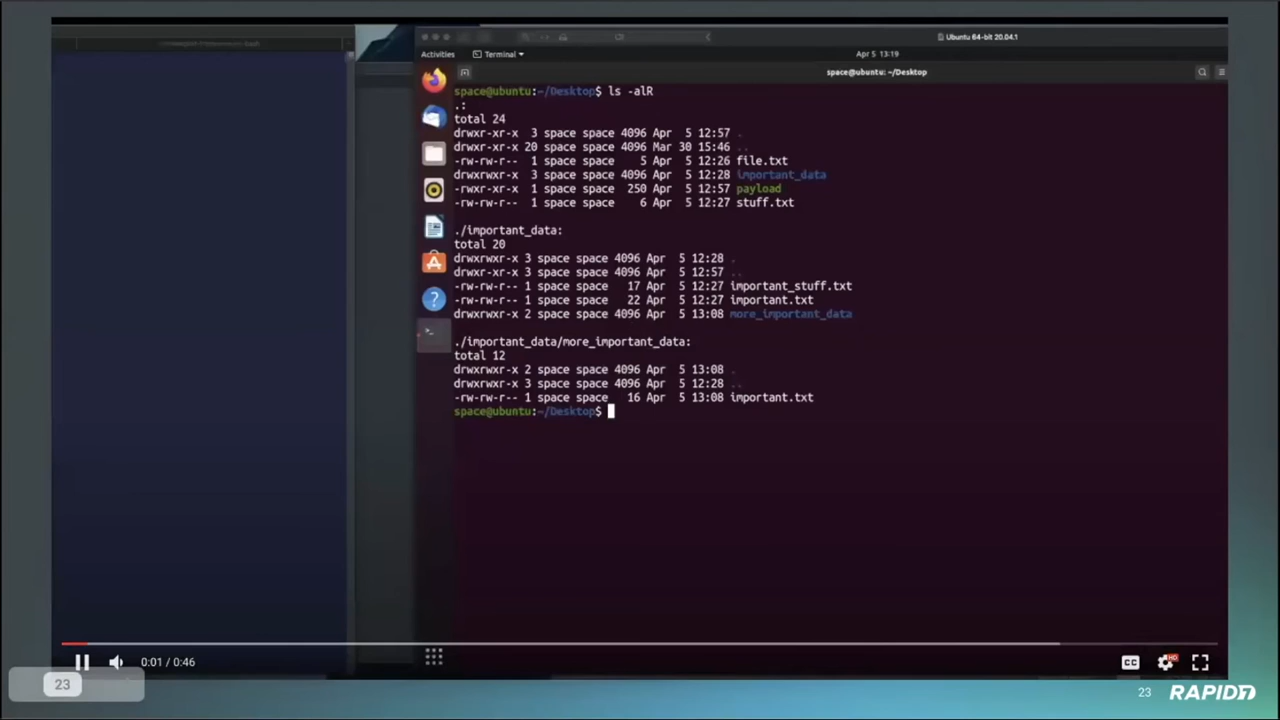 Ubuntu 64-bit 20.04.1
Activities
Terminal
Apr 5 13:19
space@ubuntu: ~/Desktop
space@ubuntu:~/Desktop$ ls -alR
.:
total 24
drwxr-xr-x 3 space space 4096 Apr 5 12:57 .
drwxr-xr-x 20 space space 4096 Mar 30 15:46 ..
-rw-rw-r-- 1 space space 5 Apr 5 12:26 file.txt
drwxrwxr-x 3 space space 4096 Apr 5 12:28 important_data
-rwxr-xr-x 1 space space 250 Apr 5 12:57 payload
-rw-rw-r-- 1 space space 6 Apr 5 12:27 stuff.txt
./important_data:
total 20
drwxrwxr-x 3 space space 4096 Apr 5 12:28 .
drwxr-xr-x 3 space space 4096 Apr 5 12:57 ..
-rw-rw-r-- 1 space space 17 Apr 5 12:27 important_stuff.txt
-rw-rw-r-- 1 space space 22 Apr 5 12:27 important.txt
drwxrwxr-x 2 space space 4096 Apr 5 13:08 more_important_data
./important_data/more_important_data:
total 12
drwxrwxr-x 2 space space 4096 Apr 5 13:08 .
drwxrwxr-x 3 space space 4096 Apr 5 12:28 ..
-rw-rw-r-- 1 space space 16 Apr 5 13:08 important.txt
space@ubuntu:~/Desktop$
0:01 / 0:46
CC
HD
23
23
RAPID7